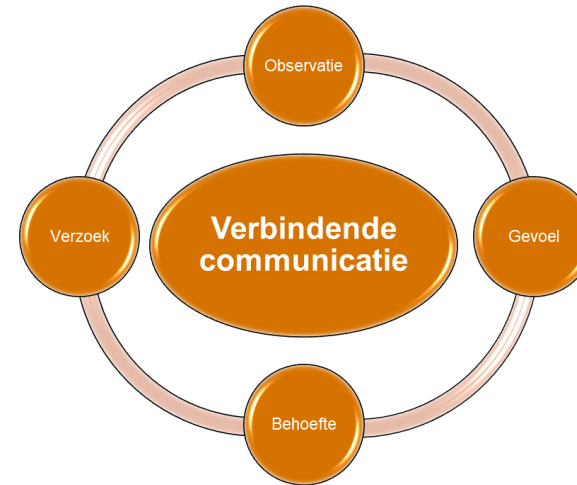 Observatie
Verzoek
Verbindende
communicatie
Gevoel
Behoefte